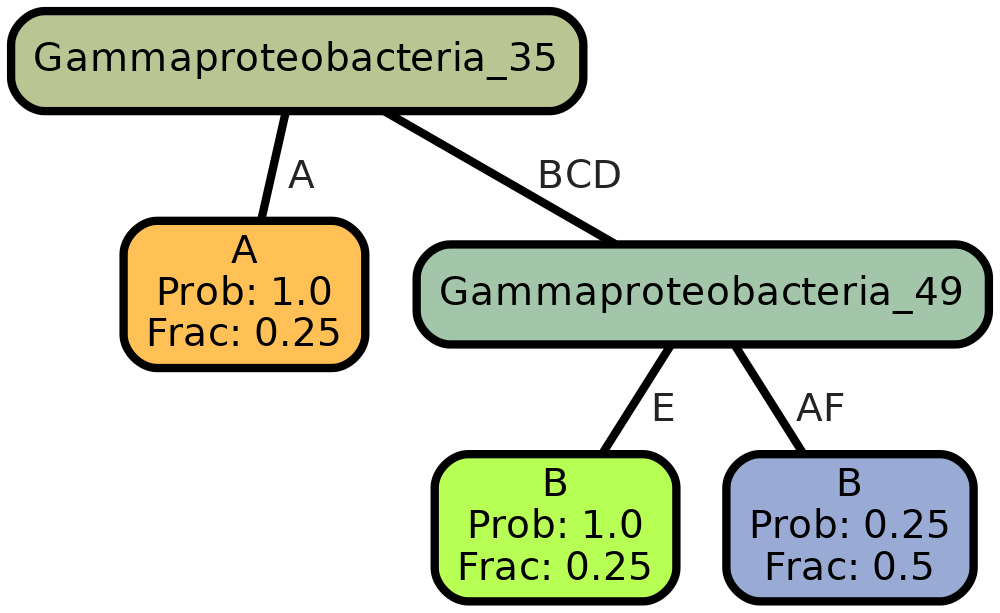 Gammaproteobacteria_35
A
BCD
A
Prob: 1.0
Frac: 0.25
Gammaproteobacteria_49
E
AF
B
Prob: 1.0
Frac: 0.25
B
Prob: 0.25
Frac: 0.5